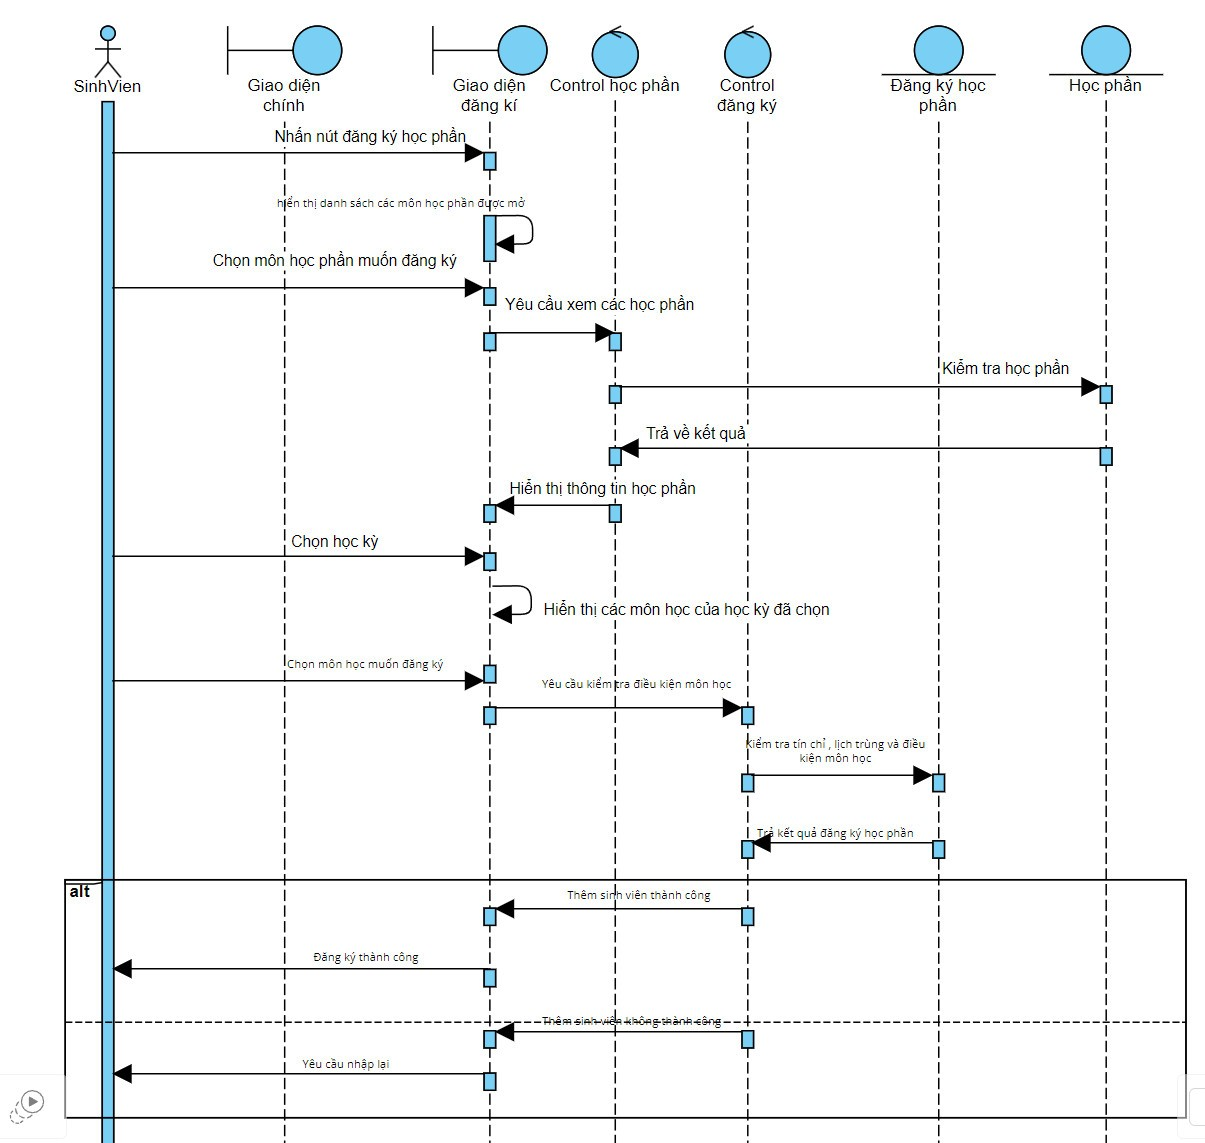 SinhVien
Giao diện
chính
Giao diện
đăng kí
Control học phần
Control
đăng ký
Đăng ký học
phần
Học phần
Nhấn nút đăng ký học phần
hiển thị danh sách các môn học phần được mở
Chọn môn học phần muốn đăng ký
Yêu cầu xem các học phần
Kiểm tra học phần
Trả về kết quả
Hiển thị thông tin học phần
Chọn học kỳ
Hiển thị các môn học của học kỳ đã chọn
Chọn môn học muốn đăng ký
Yêu cầu kiểm tra điều kiện môn học
Kiểm tra tín chỉ , lịch trùng và điều
kiện môn học
Trả kết quả đăng ký học phần
alt
Thêm sinh viên thành công
Đăng ký thành công
Thêm sinh viên không thành công
Yêu cầu nhập lại